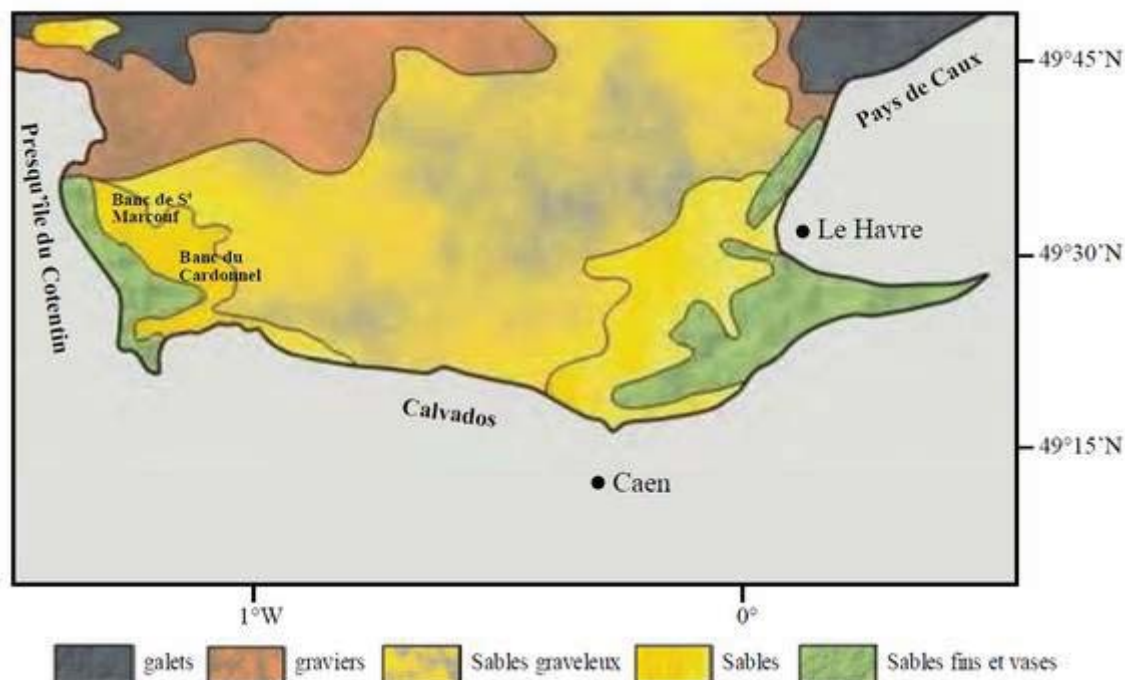 49°45'N
Pays de Caux
Presqu'île du Cotentin
Banc de Sᵗ
Marcouf
Le Havre
Banc du
Cardonnel
49°30'N
Calvados
49°15'N
Caen
1°W
0°
galets
graviers
Sables graveleux
Sables
Sables fins et vases